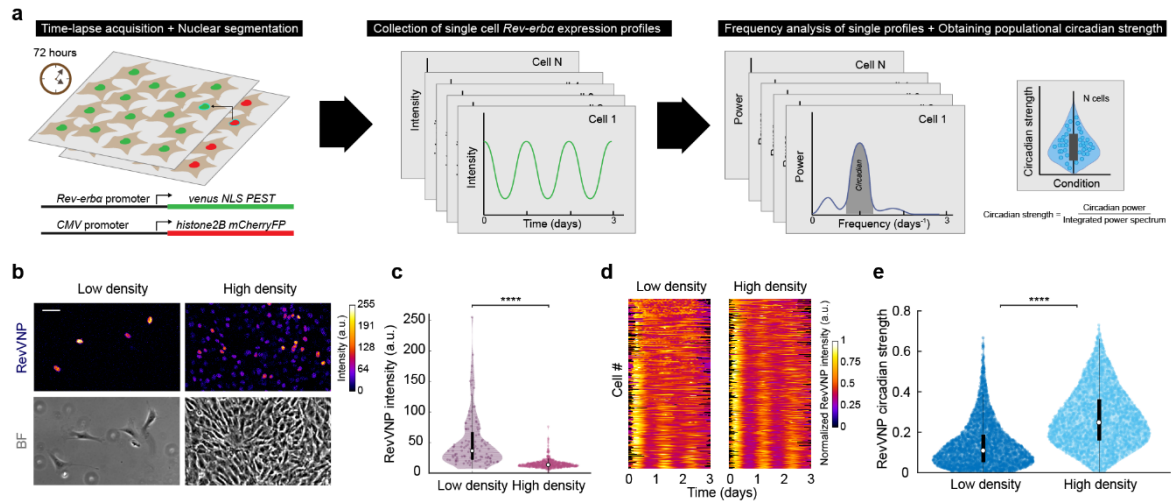 a
Time-lapse acquisition + Nuclear segmentation
Collection of single cell Rev-erbα expression profiles
Frequency analysis of single profiles + Obtaining populational circadian strength
72 hours
Rev-erbα promoter
venus NLS PEST
CMV promoter
histone2B mCherryFP
Cell N
Intensity
Cell 1
Intensity
0
3
Time (days)
Cell N
Power
Cell 1
Power
Circadian
0
3
Frequency (days⁻¹)
N cells
Circadian strength
Condition
Circadian strength = Circadian power
Integrated power spectrum
b
Low density
High density
RevVNP
BF
255
191
128
64
0
Intensity (a.u.)
c
****
RevVNP intensity (a.u.)
250
200
150
100
50
0
Low density
High density
d
Low density
High density
Cell #
0 1 2 3
0 1 2 3
Time (days)
1
0.75
0.5
0.25
0
Normalized RevVNP intensity (a.u.)
e
****
RevVNP circadian strength
0.8
0.6
0.4
0.2
0
Low density
High density